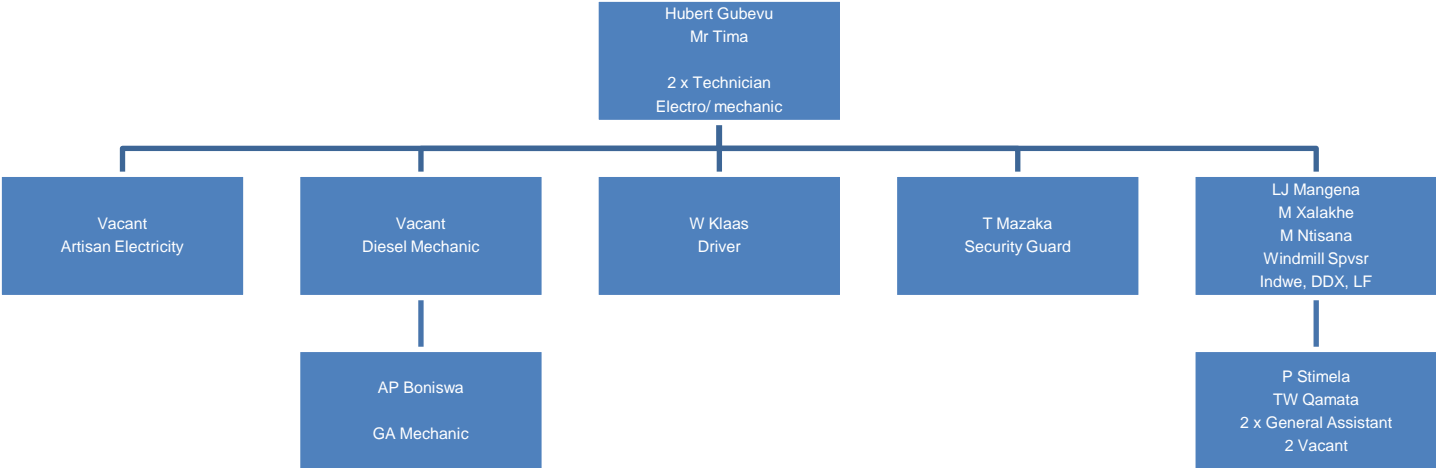 Hubert Gubevu
Mr Tima
2 x Technician
Electro/ mechanic
Vacant
Artisan Electricity
Vacant
Diesel Mechanic
W Klaas
Driver
T Mazaka
Security Guard
LJ Mangena
M Xalakhe
M Ntisana
Windmill Spvsr
Indwe, DDX, LF
AP Boniswa
GA Mechanic
P Stimela
TW Qamata
2 x General Assistant
2 Vacant